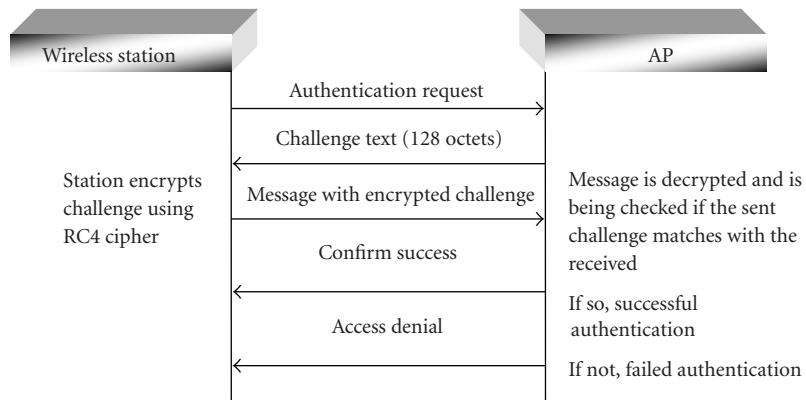 Wireless station
AP
Authentication request
Challenge text (128 octets)
Station encrypts
challenge using
RC4 cipher
Message with encrypted challenge
Message is decrypted and is
being checked if the sent
challenge matches with the
received
Confirm success
If so, successful
authentication
Access denial
If not, failed authentication